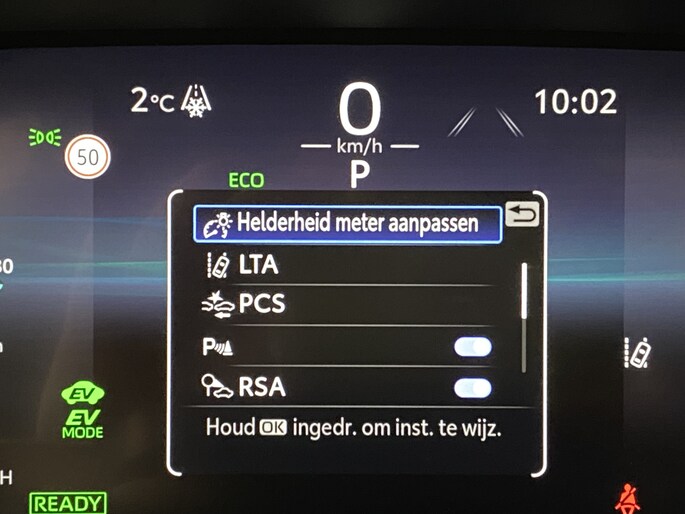 2°C
0
10:02
km/h
50
P
ECO
Helderheid meter aanpassen
LTA
PCS
P
RSA
Houd OK ingedr. om inst. te wijz.
EV
EV
MODE
READY
H